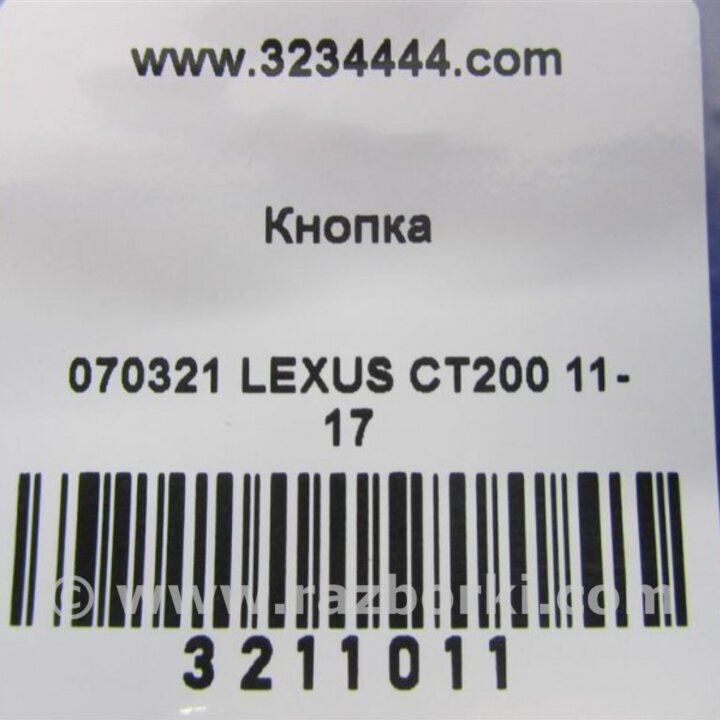 www.3234444.com
Кнопка
070321 LEXUS CT200 11-
17
© www.razborki.com
3211011